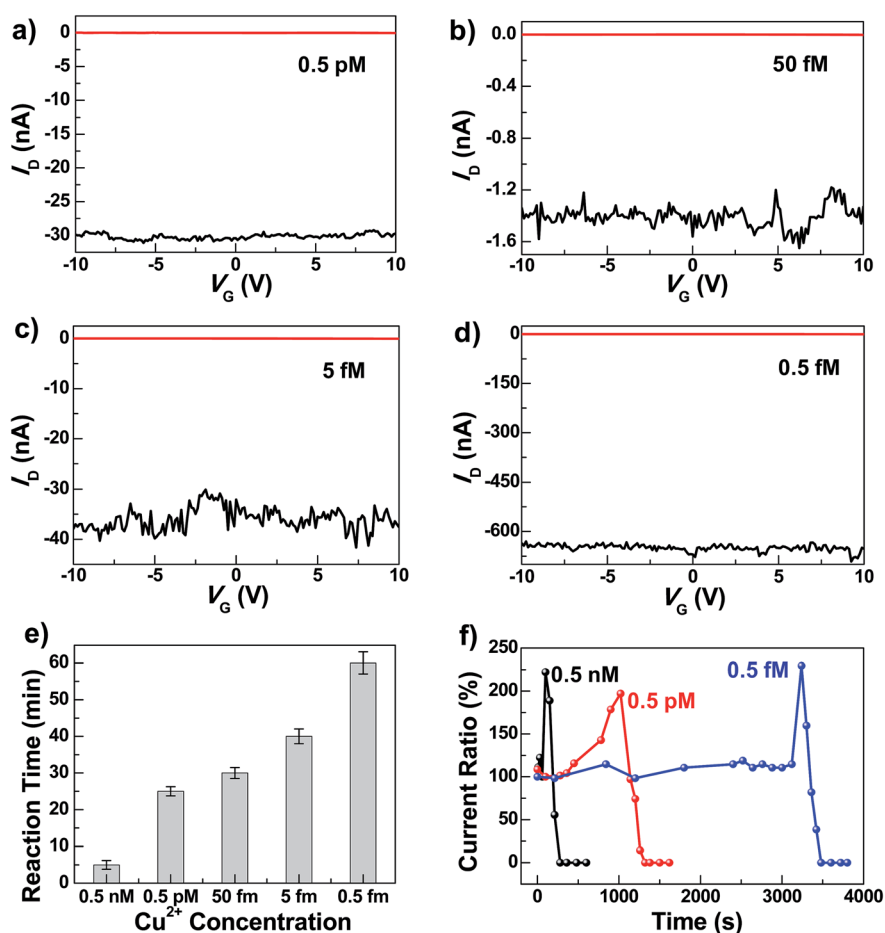 a)
0.5 pM
0
-5
-10
-15
-20
-25
-30
I_D (nA)
-10 -5 0 5 10
V_G (V)
b)
50 fM
0.0
-0.4
-0.8
-1.2
-1.6
I_D (nA)
-10 -5 0 5 10
V_G (V)
c)
5 fM
0
-10
-20
-30
-40
I_D (nA)
-10 -5 0 5 10
V_G (V)
d)
0.5 fM
0
-150
-300
-450
-600
I_D (nA)
-10 -5 0 5 10
V_G (V)
e)
60
50
40
30
20
10
0
Reaction Time (min)
0.5 nM 0.5 pM 50 fm 5 fm 0.5 fm
Cu²⁺ Concentration
f)
250
200
150
100
50
0
Current Ratio (%)
0.5 nM
0.5 pM
0.5 fM
0 1000 2000 3000 4000
Time (s)